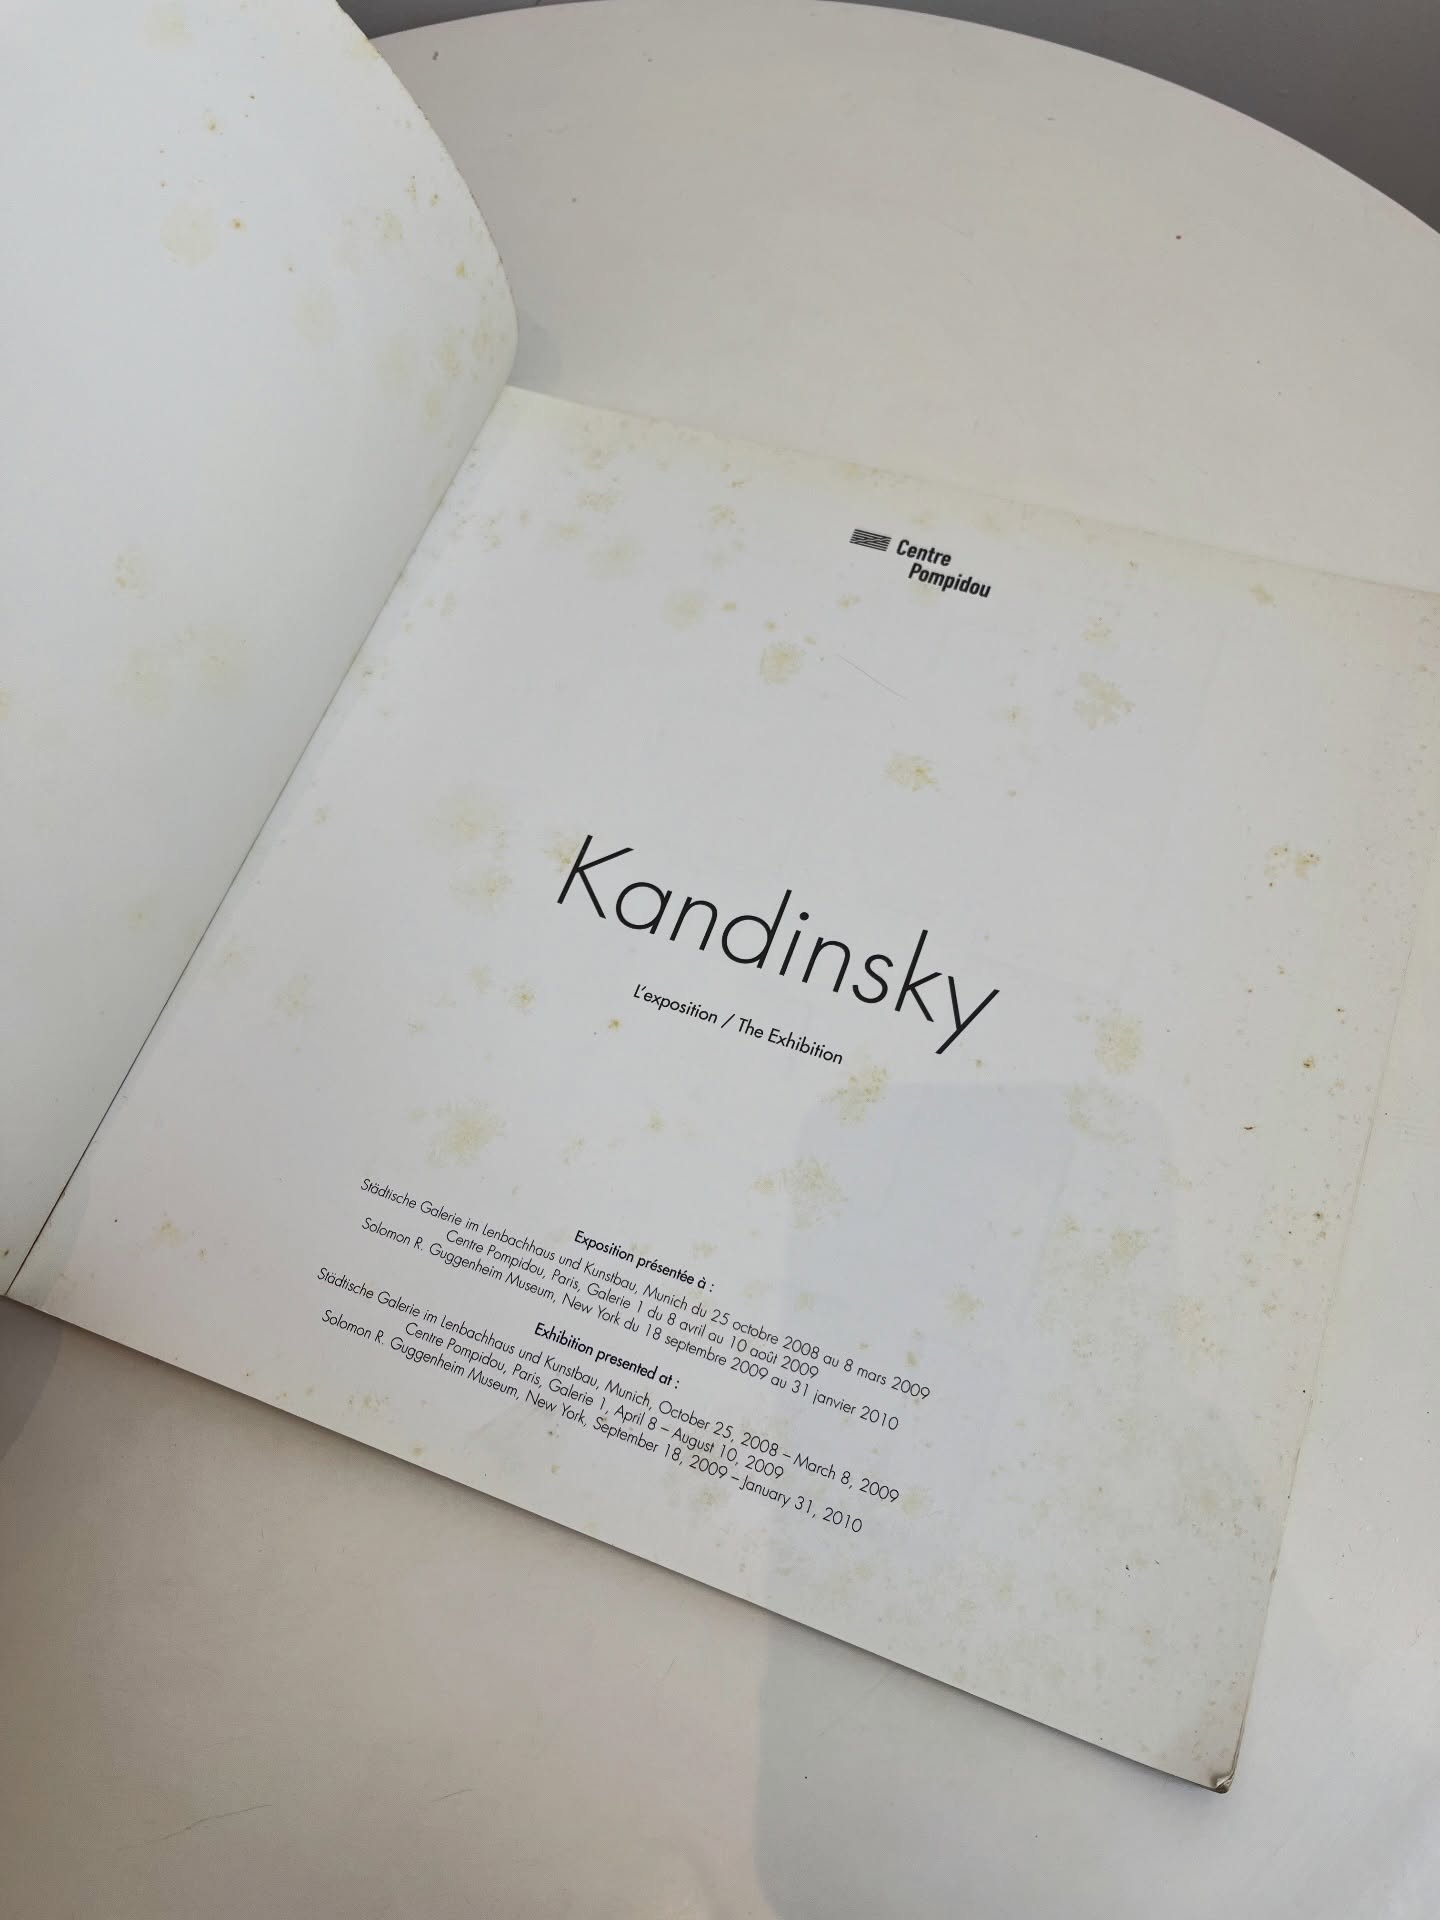 Centre
Pompidou
Kandinsky
L'exposition / The Exhibition
Exposition présentée à :
Städtische Galerie im Lenbachhaus und Kunstbau, Munich du 25 octobre 2008 au 8 mars 2009
Centre Pompidou, Paris, Galerie 1 du 8 avril au 10 août 2009
Solomon R. Guggenheim Museum, New York du 18 septembre 2009 au 31 janvier 2010
Exhibition presented at :
Städtische Galerie im Lenbachhaus und Kunstbau, Munich, October 25, 2008 – March 8, 2009
Centre Pompidou, Paris, Galerie 1, April 8 – August 10, 2009
Solomon R. Guggenheim Museum, New York, September 18, 2009 – January 31, 2010